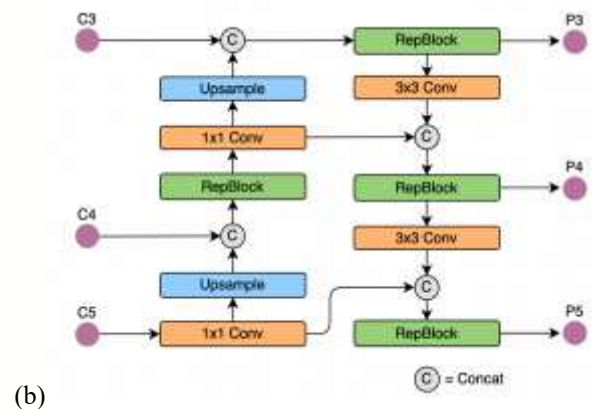 C3
C
RepBlock
P3
Upsample
3x3 Conv
1x1 Conv
C
RepBlock
RepBlock
P4
C4
C
3x3 Conv
Upsample
C
C5
1x1 Conv
RepBlock
P5
C = Concat
(b)